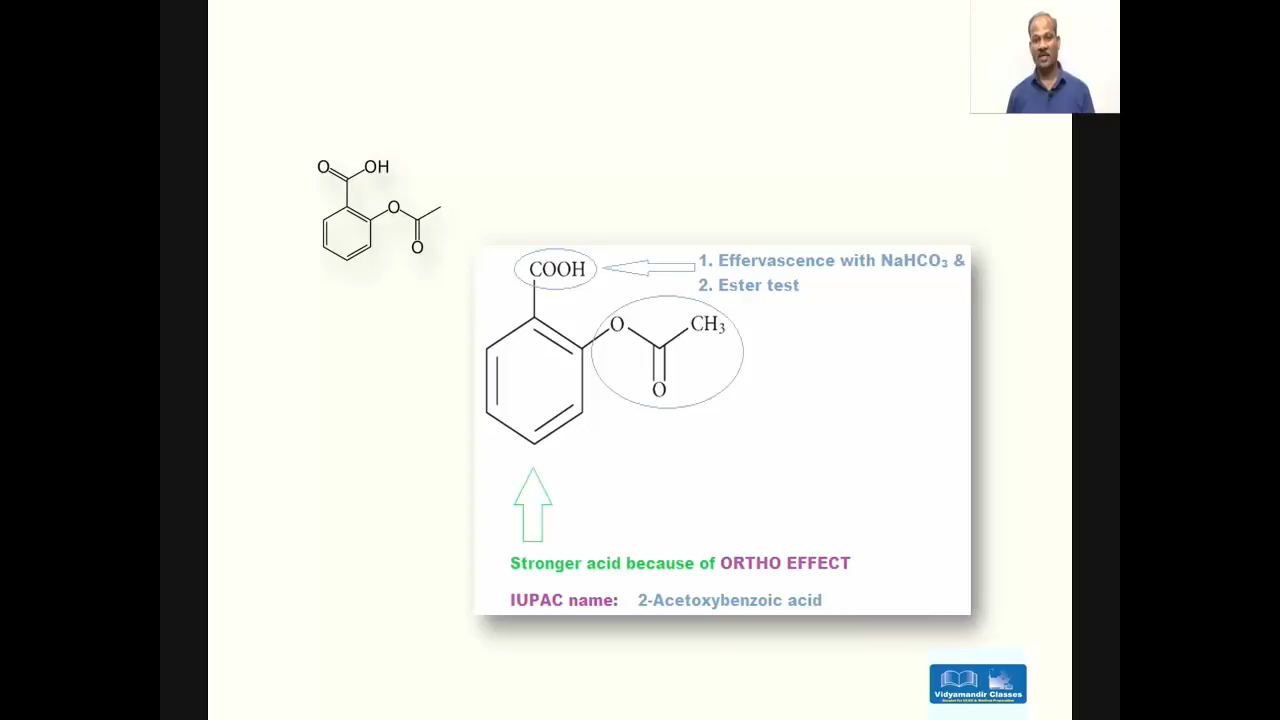 O OH
O
O
COOH
1. Effervascence with NaHCO₃ &
2. Ester test
O CH₃
O
Stronger acid because of ORTHO EFFECT
IUPAC name: 2-Acetoxybenzoic acid
Vidyamandir Classes